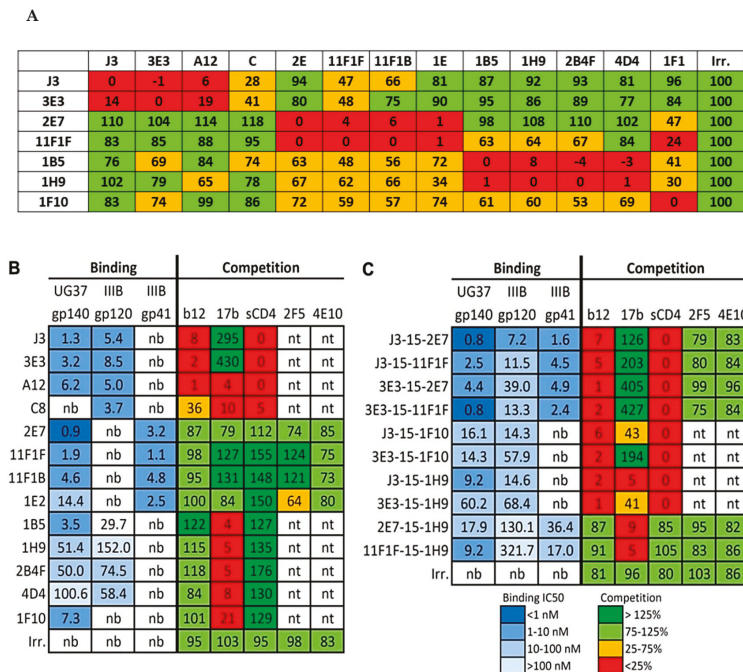 A
J3 3E3 A12 C 2E 11F1F 11F1B 1E 1B5 1H9 2B4F 4D4 1F1 Irr.
J3 0 -1 6 28 94 47 66 81 87 92 93 81 96 100
3E3 14 0 19 41 80 48 75 90 95 86 89 77 84 100
2E7 110 104 114 118 0 4 6 1 98 108 110 102 47 100
11F1F 83 85 88 95 0 0 0 1 63 64 67 84 24 100
1B5 76 69 84 74 63 48 56 72 0 8 -4 -3 41 100
1H9 102 79 65 78 67 62 66 34 1 0 0 1 30 100
1F10 83 74 99 86 72 59 57 74 61 60 53 69 0 100
B Binding Competition
UG37 IIIB IIIB
gp140 gp120 gp41 b12 17b sCD4 2F5 4E10
J3 1.3 5.4 nb 8 295 0 nt nt
3E3 3.2 8.5 nb 2 430 0 nt nt
A12 6.2 5.0 nb 1 4 0 nt nt
C8 nb 3.7 nb 36 10 5 nt nt
2E7 0.9 nb 3.2 87 79 112 74 85
11F1F 1.9 nb 1.1 98 127 155 124 75
11F1B 4.6 nb 4.8 95 131 148 121 73
1E2 14.4 nb 2.5 100 84 150 64 80
1B5 3.5 29.7 nb 122 4 127 nt nt
1H9 51.4 152.0 nb 115 5 135 nt nt
2B4F 50.0 74.5 nb 118 5 176 nt nt
4D4 100.6 58.4 nb 84 8 130 nt nt
1F10 7.3 nb nb 101 21 129 nt nt
Irr. nb nb nb 95 103 95 98 83
C Binding Competition
UG37 IIIB IIIB
gp140 gp120 gp41 b12 17b sCD4 2F5 4E10
J3-15-2E7 0.8 7.2 1.6 7 126 0 79 83
J3-15-11F1F 2.5 11.5 4.5 5 203 0 80 84
3E3-15-2E7 4.4 39.0 4.9 1 405 0 99 96
3E3-15-11F1F 0.8 13.3 2.4 2 427 0 75 84
J3-15-1F10 16.1 14.3 nb 6 43 0 nt nt
3E3-15-1F10 14.3 57.9 nb 2 194 0 nt nt
J3-15-1H9 9.2 14.6 nb 2 5 0 nt nt
3E3-15-1H9 60.2 68.4 nb 1 41 0 nt nt
2E7-15-1H9 17.9 130.1 36.4 87 9 85 95 82
11F1F-15-1H9 9.2 321.7 17.0 91 5 105 83 86
Irr. nb nb nb 81 96 80 103 86
Binding IC50 Competition
<1 nM > 125%
1-10 nM 75-125%
10-100 nM 25-75%
>100 nM <25%